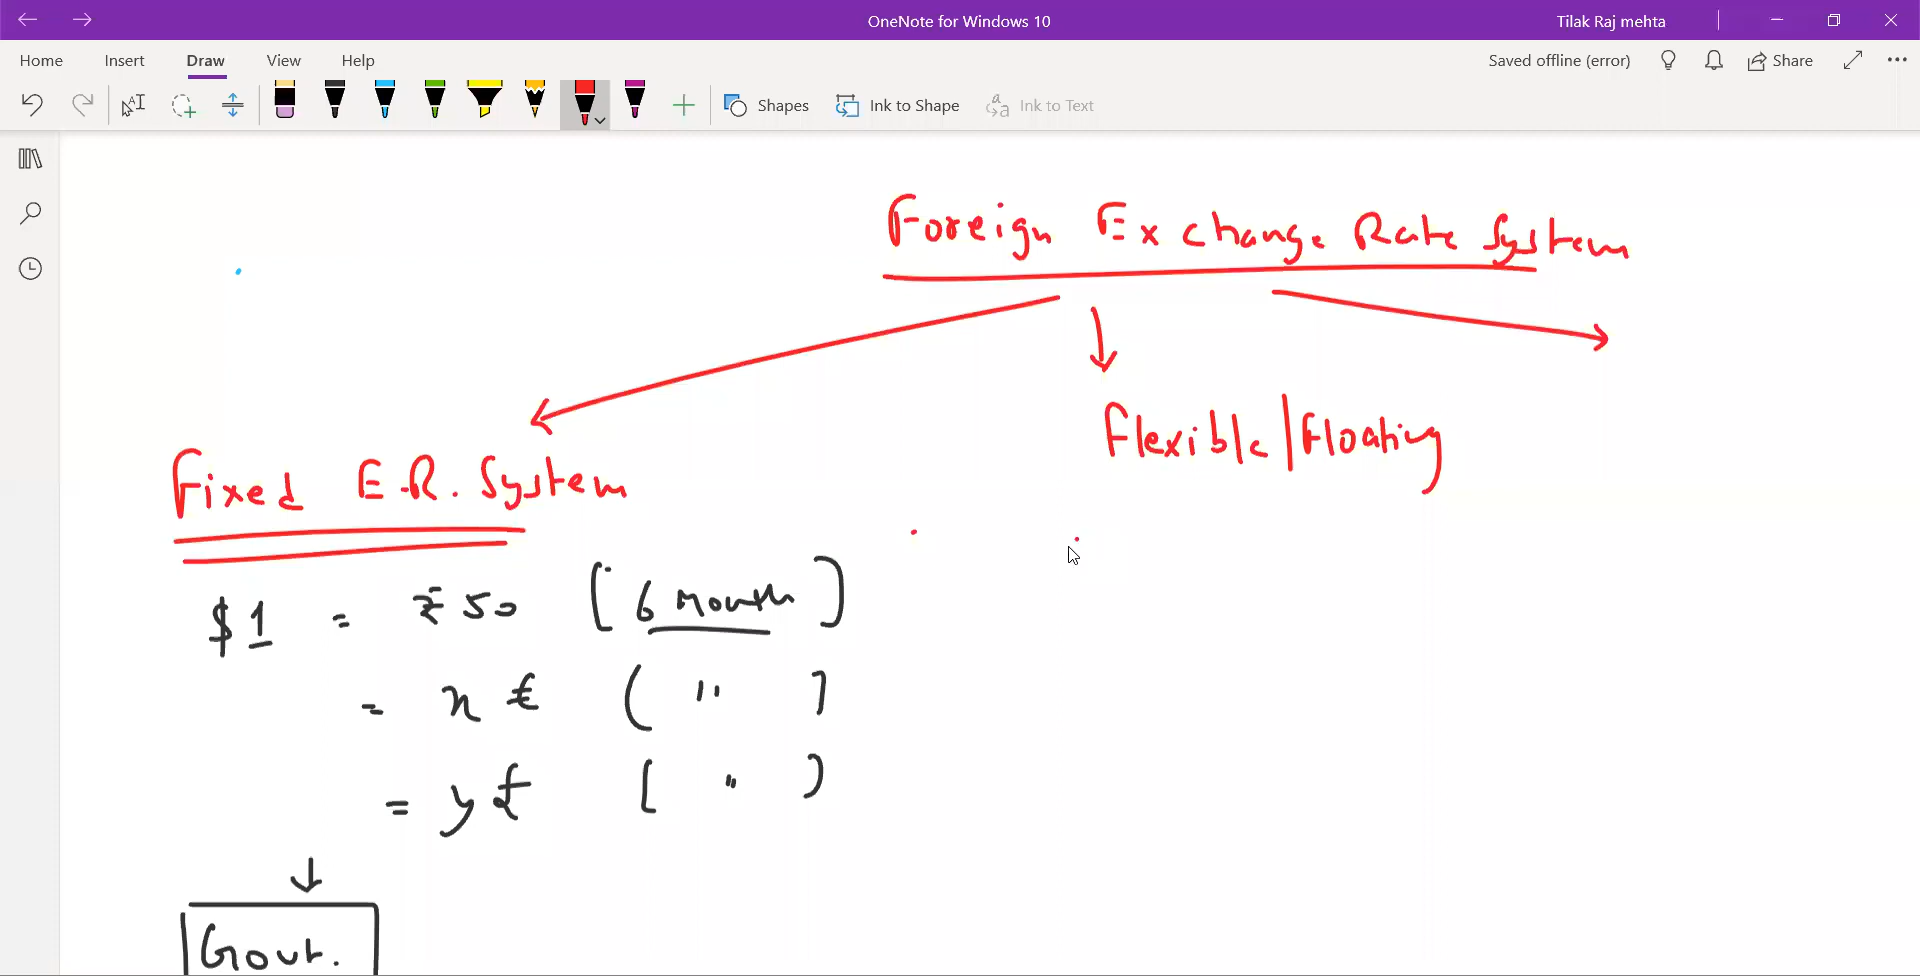 OneNote for Windows 10
Tilak Raj mehta
Home Insert Draw View Help
Saved offline (error) Share
Shapes Ink to Shape Ink to Text
Foreign Exchange Rate System
Flexible/Floating
Fixed E.R. System
$1 = ₹50 [6 Month]
= x € ( " ]
= y £ [ " )
Govt.